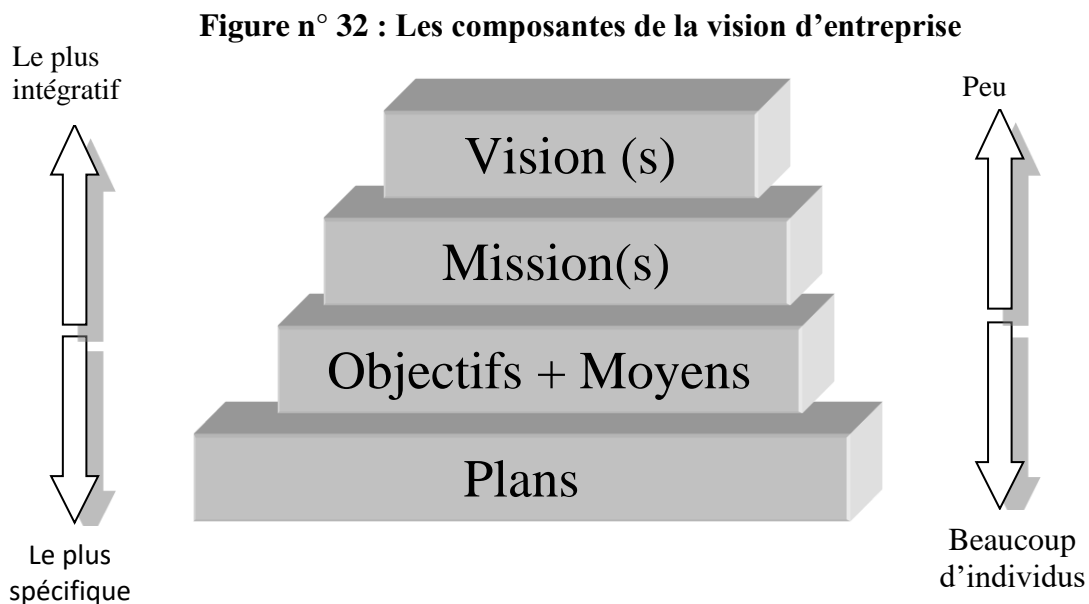 Figure n° 32 : Les composantes de la vision d’entreprise
Le plus
intégratif
Peu
Vision (s)
Mission(s)
Objectifs + Moyens
Plans
Le plus
spécifique
Beaucoup
d’individus